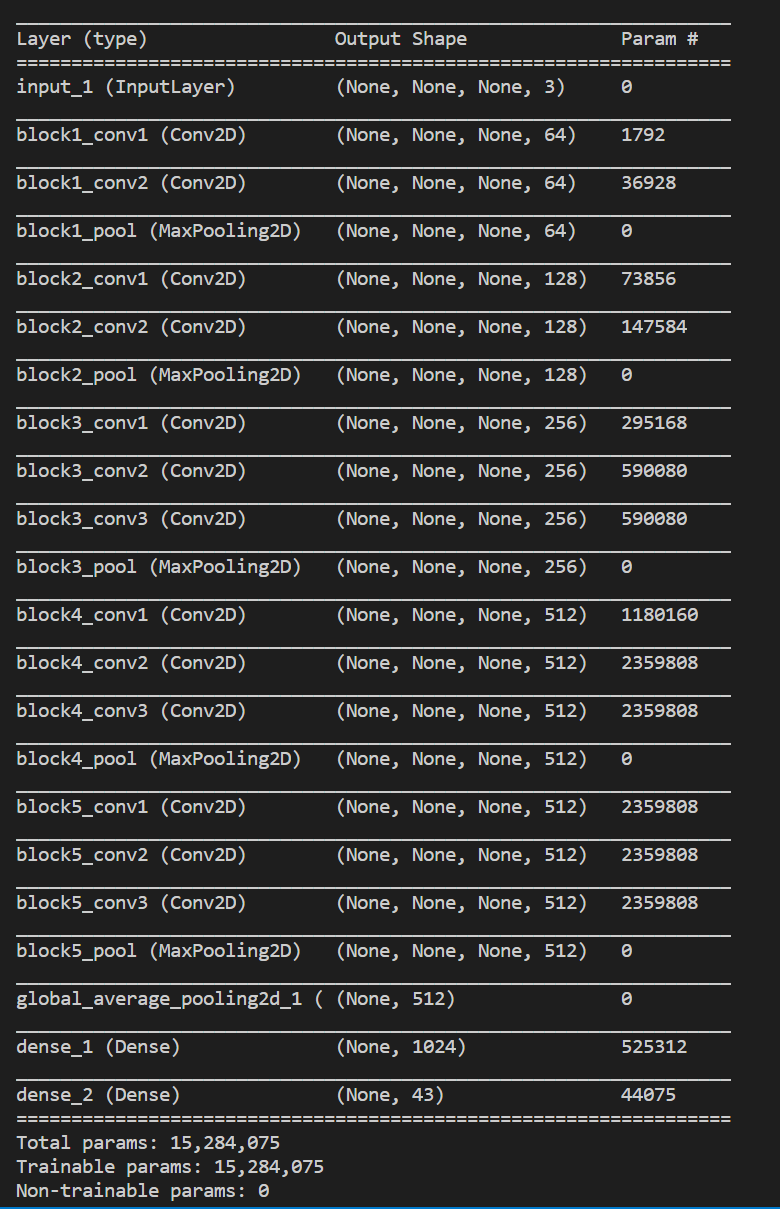 Layer (type) Output Shape Param #
=================================================================
input_1 (InputLayer) (None, None, None, 3) 0
block1_conv1 (Conv2D) (None, None, None, 64) 1792
block1_conv2 (Conv2D) (None, None, None, 64) 36928
block1_pool (MaxPooling2D) (None, None, None, 64) 0
block2_conv1 (Conv2D) (None, None, None, 128) 73856
block2_conv2 (Conv2D) (None, None, None, 128) 147584
block2_pool (MaxPooling2D) (None, None, None, 128) 0
block3_conv1 (Conv2D) (None, None, None, 256) 295168
block3_conv2 (Conv2D) (None, None, None, 256) 590080
block3_conv3 (Conv2D) (None, None, None, 256) 590080
block3_pool (MaxPooling2D) (None, None, None, 256) 0
block4_conv1 (Conv2D) (None, None, None, 512) 1180160
block4_conv2 (Conv2D) (None, None, None, 512) 2359808
block4_conv3 (Conv2D) (None, None, None, 512) 2359808
block4_pool (MaxPooling2D) (None, None, None, 512) 0
block5_conv1 (Conv2D) (None, None, None, 512) 2359808
block5_conv2 (Conv2D) (None, None, None, 512) 2359808
block5_conv3 (Conv2D) (None, None, None, 512) 2359808
block5_pool (MaxPooling2D) (None, None, None, 512) 0
global_average_pooling2d_1 ( (None, 512) 0
dense_1 (Dense) (None, 1024) 525312
dense_2 (Dense) (None, 43) 44075
=================================================================
Total params: 15,284,075
Trainable params: 15,284,075
Non-trainable params: 0